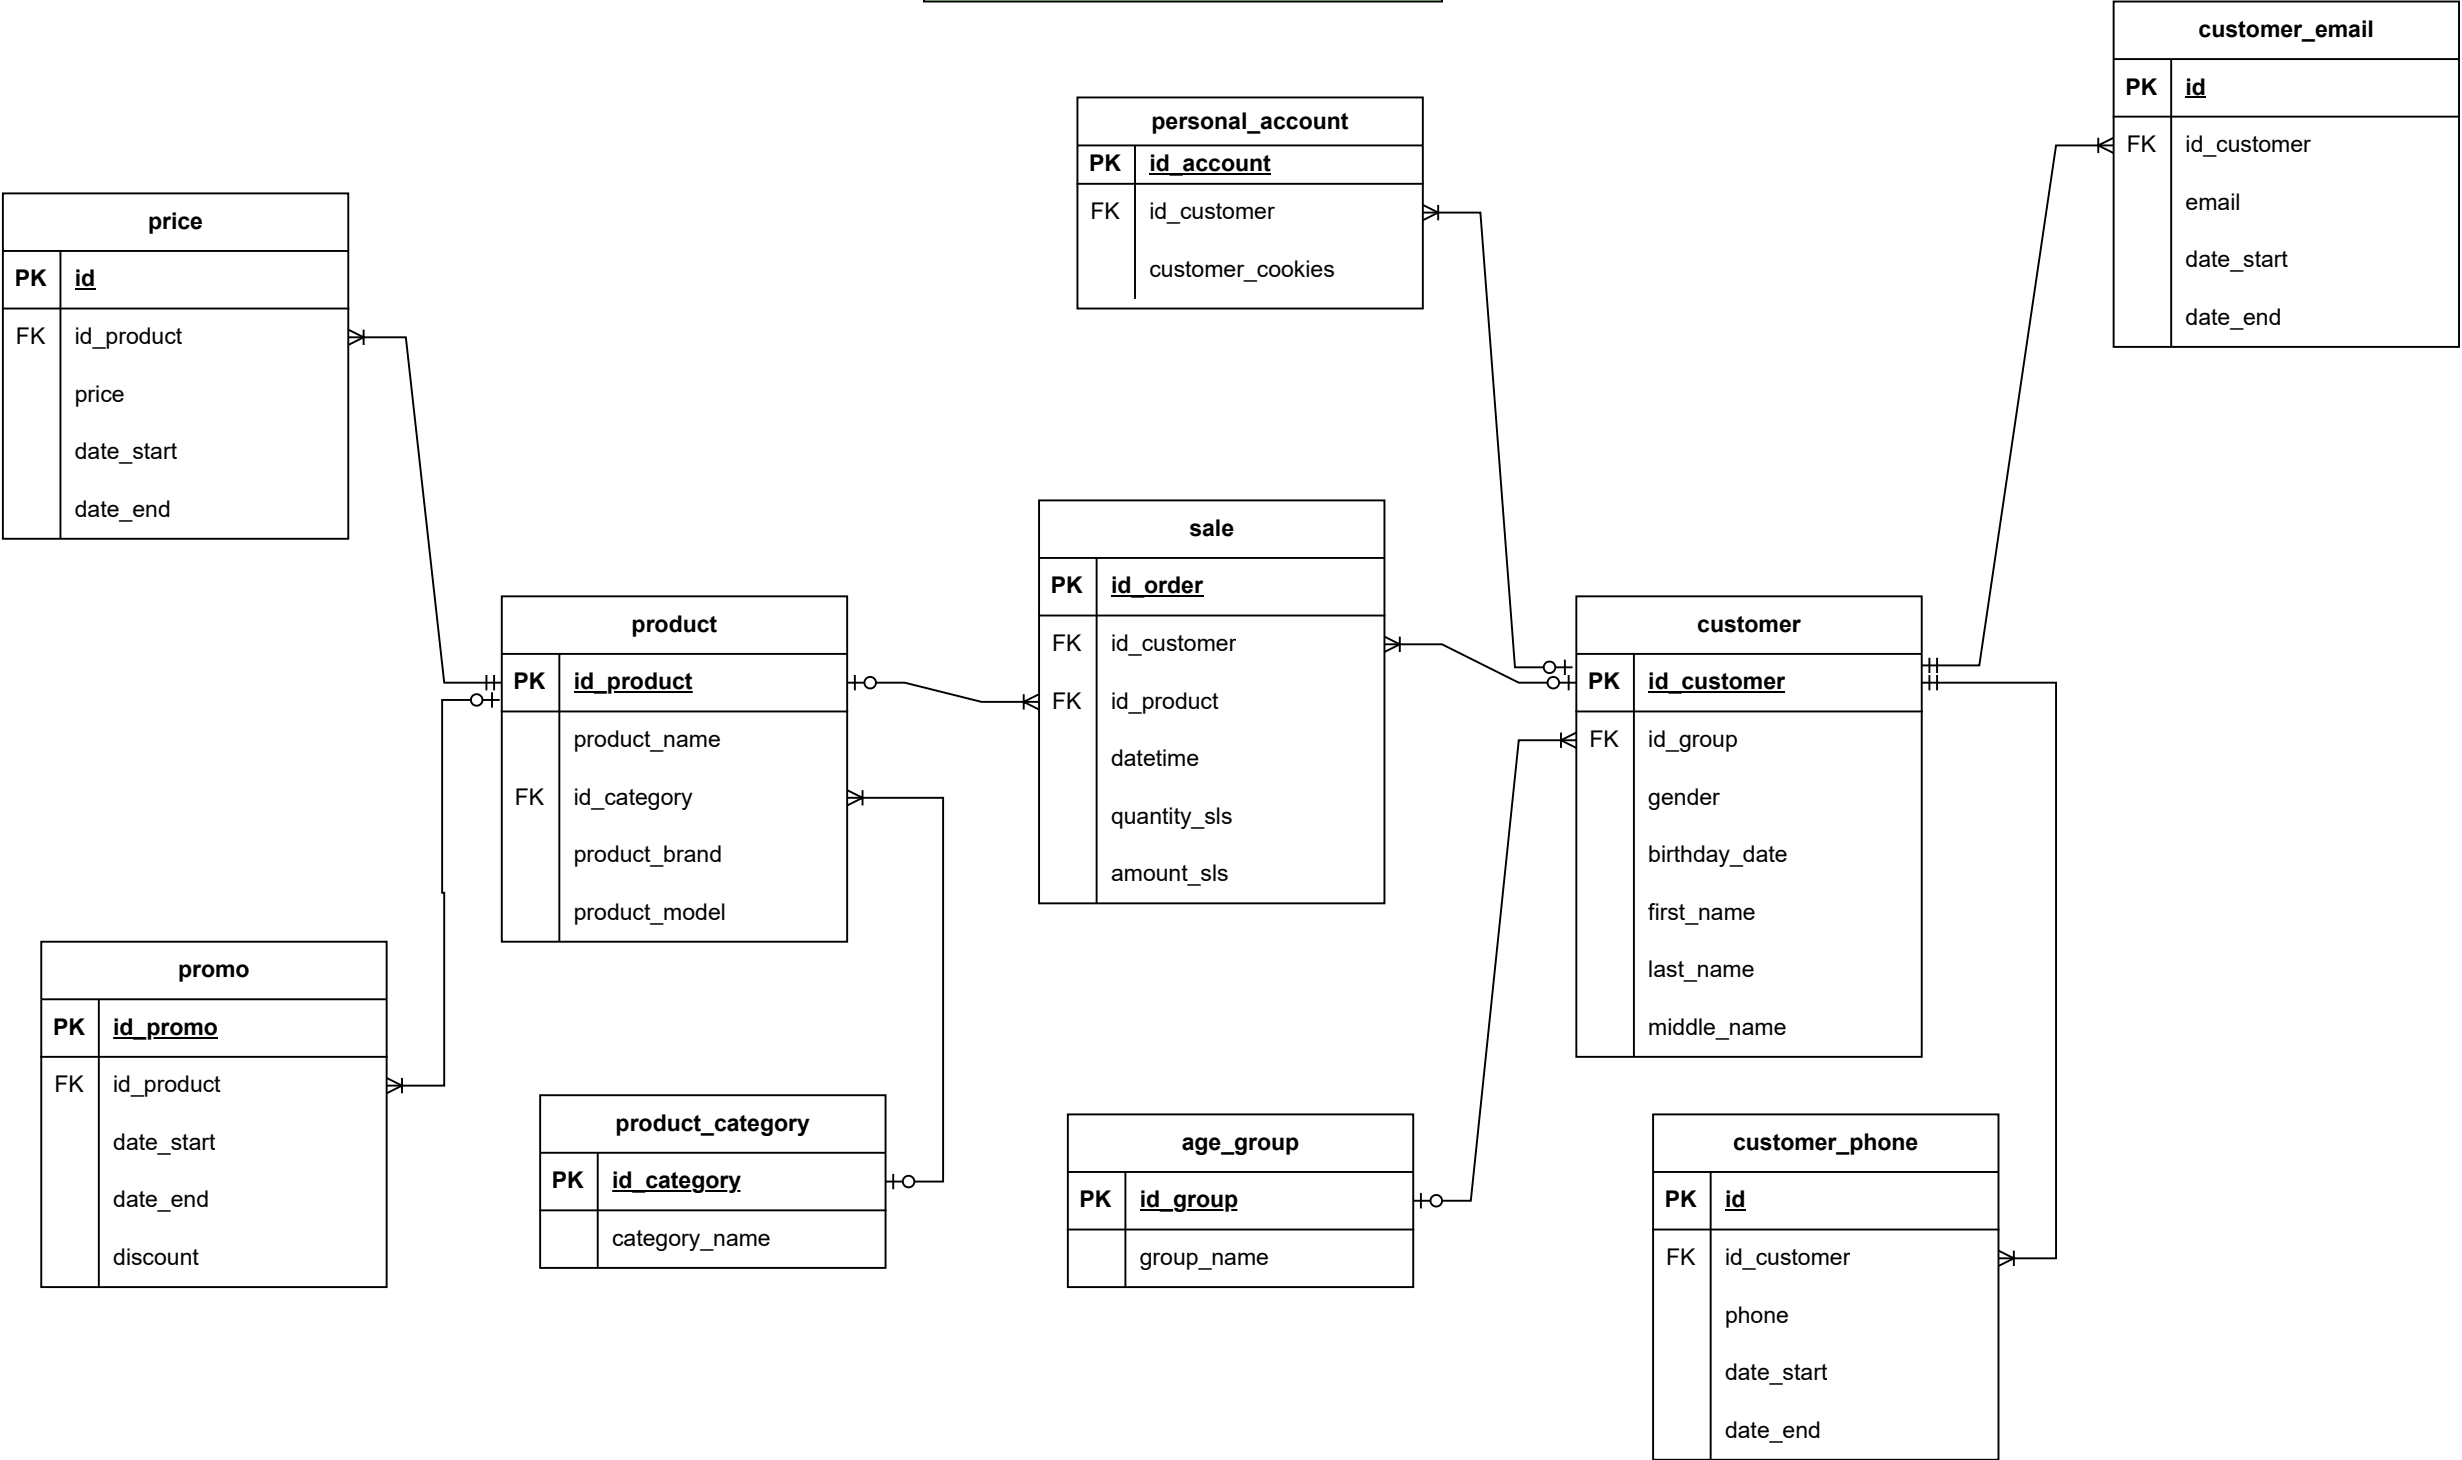 customer_email
PK id
FK id_customer
email
date_start
date_end
personal_account
PK id_account
FK id_customer
customer_cookies
price
PK id
FK id_product
price
date_start
date_end
sale
PK id_order
FK id_customer
FK id_product
datetime
quantity_sls
amount_sls
product
PK id_product
product_name
FK id_category
product_brand
product_model
customer
PK id_customer
FK id_group
gender
birthday_date
first_name
last_name
middle_name
promo
PK id_promo
FK id_product
date_start
date_end
discount
product_category
PK id_category
category_name
age_group
PK id_group
group_name
customer_phone
PK id
FK id_customer
phone
date_start
date_end